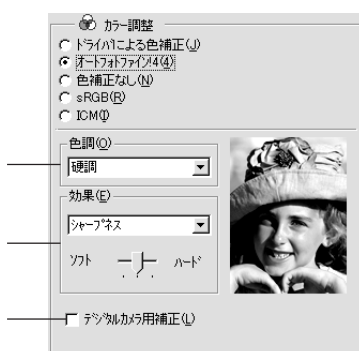 カラー調整
ドライバによる色補正(J)
オートフォトファイン!4(4)
色補正なし(N)
sRGB(R)
ICM(I)
色調(O)
硬調
効果(E)
シャープネス
ソフト
ハード
デジタルカメラ用補正(L)